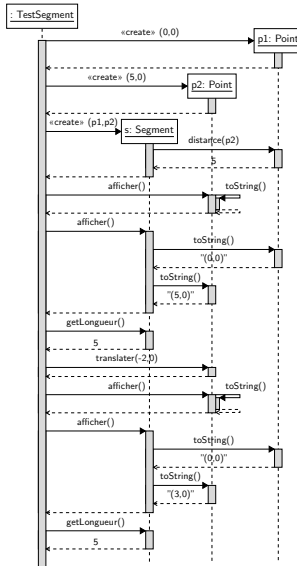 : TestSegment
«create» (0,0)
p1: Point
«create» (5,0)
p2: Point
«create» (p1,p2)
s: Segment
distance(p2)
5
afficher()
toString()
afficher()
toString()
"(0,0)"
toString()
"(5,0)"
getLongueur()
5
translater(-2,0)
afficher()
toString()
afficher()
toString()
"(0,0)"
toString()
"(3,0)"
getLongueur()
5